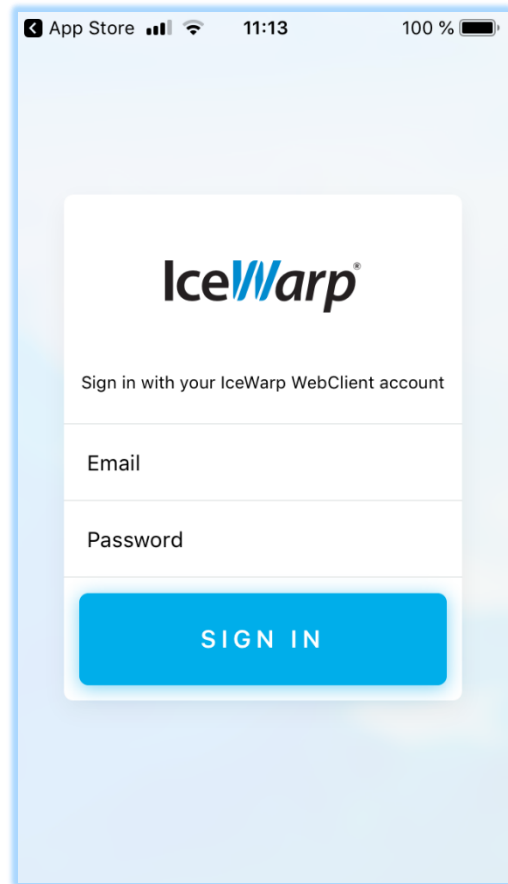 App Store 11:13 100 %
IceWarp®
Sign in with your IceWarp WebClient account
Email
Password
SIGN IN